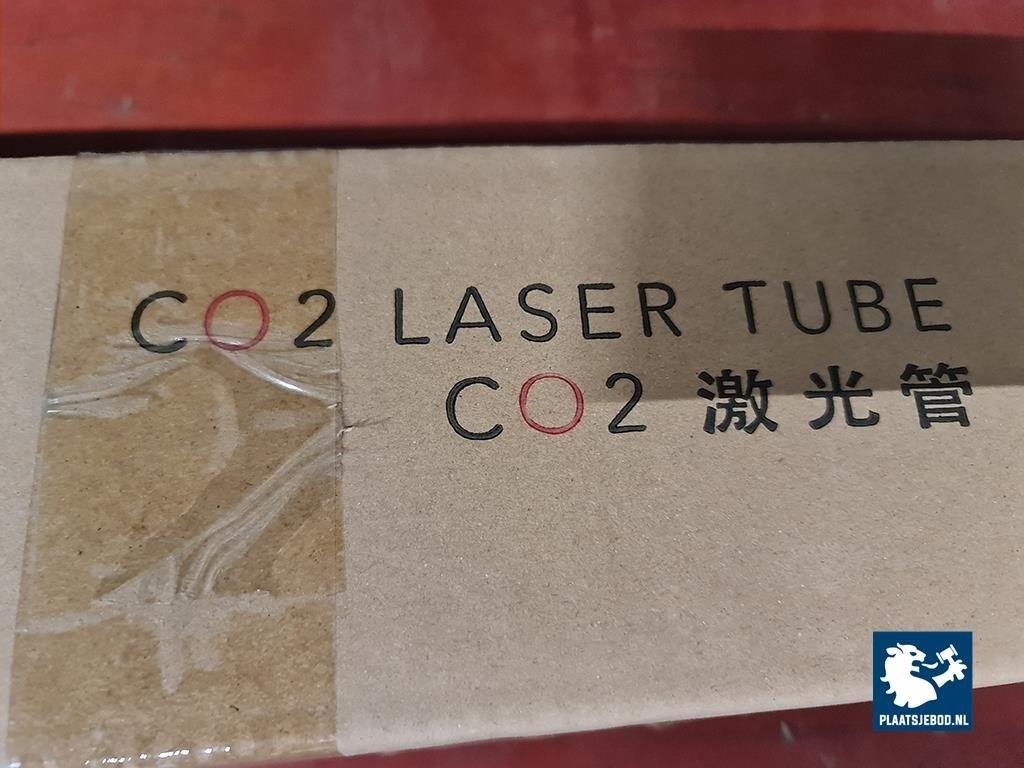 CO2 LASER TUBE
CO2 激光管
PLAATSJEBOD.NL